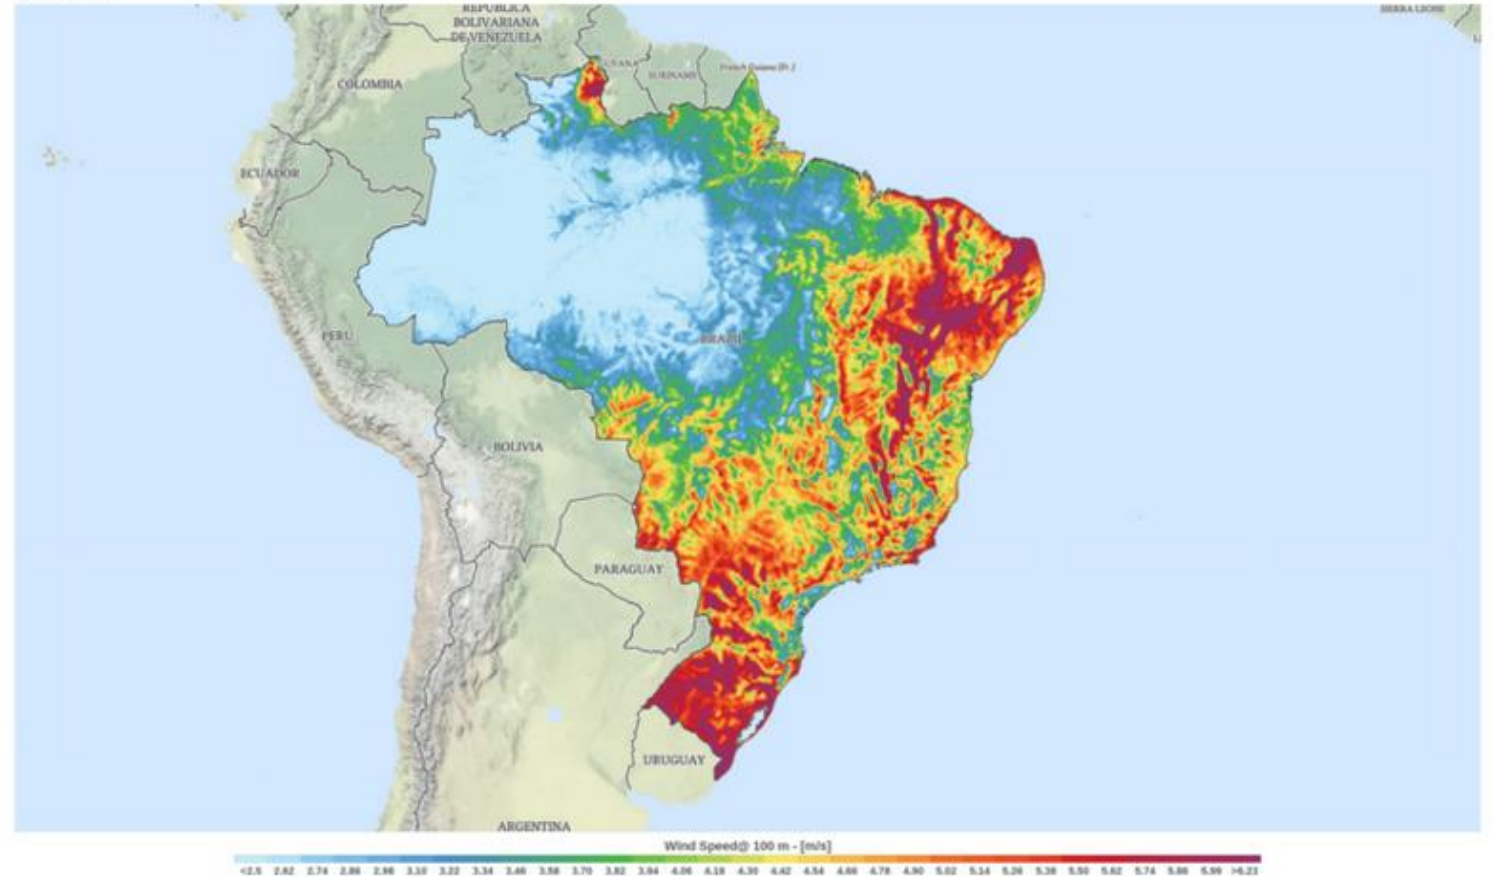 REPÚBLICA
BOLIVARIANA
DE VENEZUELA
SIERRA LEONE
COLOMBIA
GUYANA
SURINAME
French Guiana (Fr.)
ECUADOR
PERU
BRAZIL
BOLIVIA
PARAGUAY
URUGUAY
ARGENTINA
Wind Speed@ 100 m - [m/s]
<2.5 2.62 2.74 2.86 2.98 3.10 3.22 3.34 3.46 3.58 3.70 3.82 3.94 4.06 4.18 4.30 4.42 4.54 4.66 4.78 4.90 5.02 5.14 5.26 5.38 5.50 5.62 5.74 5.86 5.99 >6.23